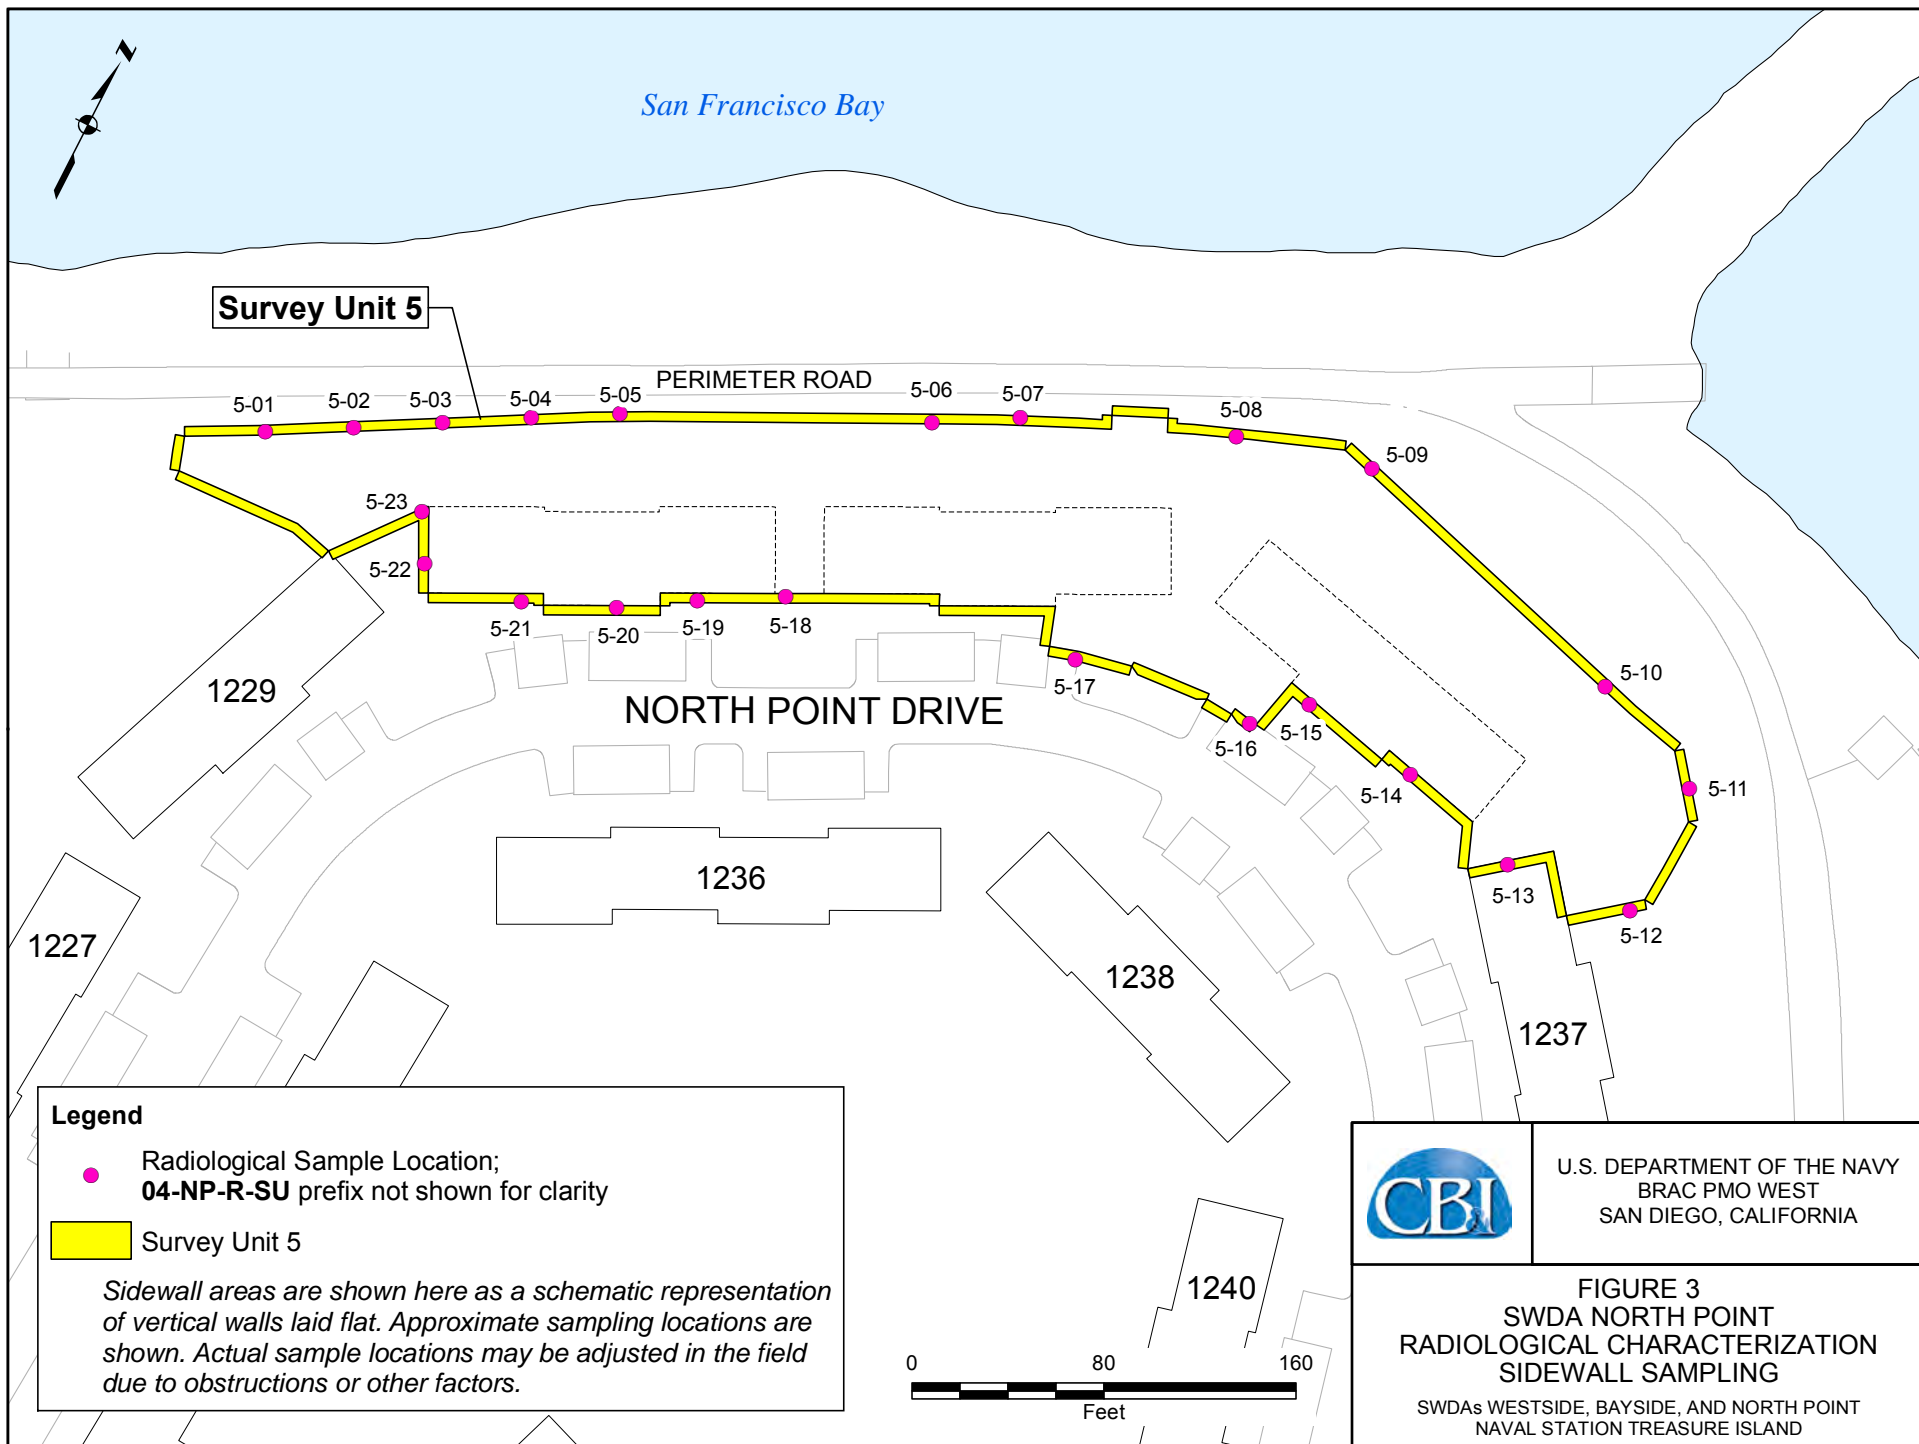 N
San Francisco Bay
Survey Unit 5
PERIMETER ROAD
5-01
5-02
5-03
5-04
5-05
5-06
5-07
5-08
5-09
5-23
5-22
5-21
5-20
5-19
5-18
5-17
5-16
5-15
5-14
5-13
5-12
5-11
5-10
NORTH POINT DRIVE
1229
1236
1227
1238
1237
1240
Legend
Radiological Sample Location;
04-NP-R-SU prefix not shown for clarity
Survey Unit 5
Sidewall areas are shown here as a schematic representation
of vertical walls laid flat. Approximate sampling locations are
shown. Actual sample locations may be adjusted in the field
due to obstructions or other factors.
0 80 160
Feet
CB&I
U.S. DEPARTMENT OF THE NAVY
BRAC PMO WEST
SAN DIEGO, CALIFORNIA
FIGURE 3
SWDA NORTH POINT
RADIOLOGICAL CHARACTERIZATION
SIDEWALL SAMPLING
SWDAs WESTSIDE, BAYSIDE, AND NORTH POINT
NAVAL STATION TREASURE ISLAND